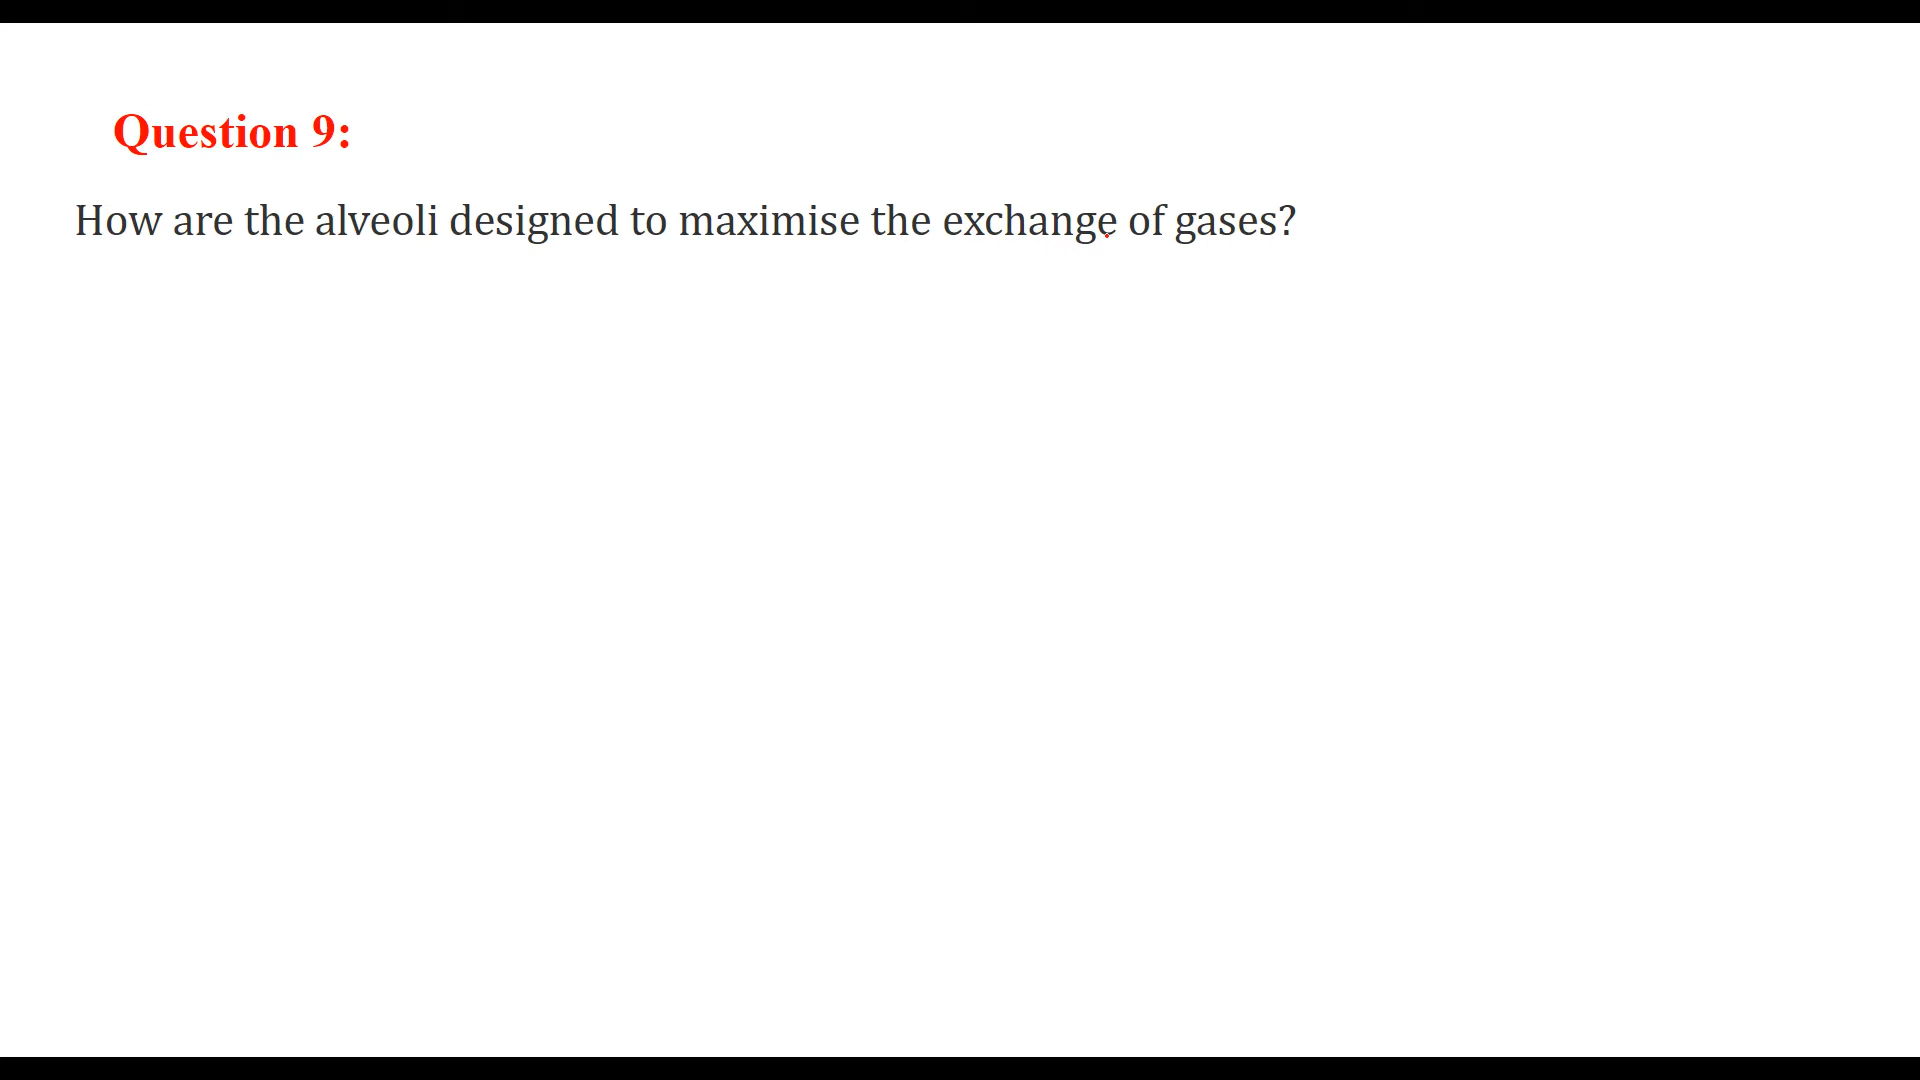 Question 9:
How are the alveoli designed to maximise the exchange of gases?